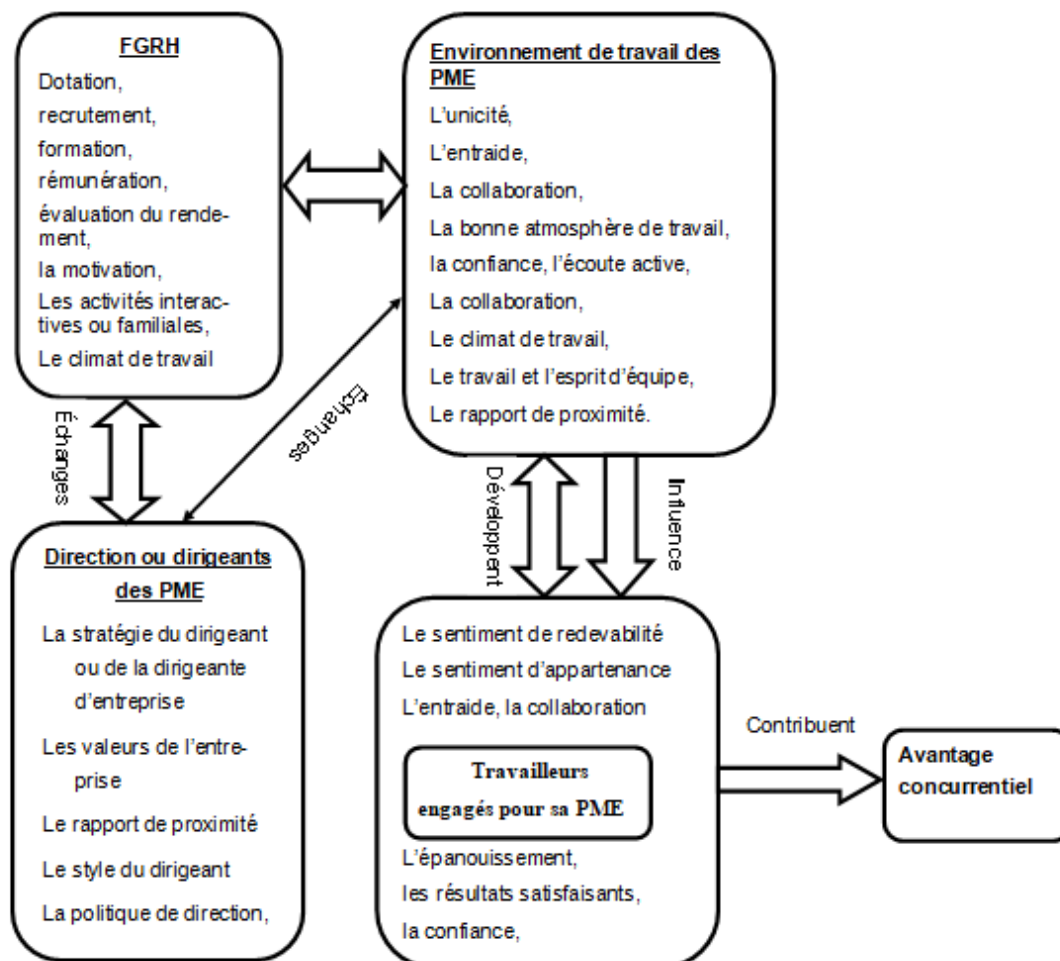 FGRH
Dotation,
recrutement,
formation,
rémunération,
évaluation du rende-
ment,
la motivation,
Les activités interac-
tives ou familiales,
Le climat de travail
Environnement de travail des
PME
L'unicité,
L'entraide,
La collaboration,
La bonne atmosphère de travail,
la confiance, l'écoute active,
La collaboration,
Le climat de travail,
Le travail et l'esprit d'équipe,
Le rapport de proximité.
Échanges
Échanges
Développent
Influence
Direction ou dirigeants
des PME
La stratégie du dirigeant
ou de la dirigeante
d'entreprise
Les valeurs de l'entre-
prise
Le rapport de proximité
Le style du dirigeant
La politique de direction,
Le sentiment de redevabilité
Le sentiment d'appartenance
L'entraide, la collaboration
Travailleurs
engagés pour sa PME
L'épanouissement,
les résultats satisfaisants,
la confiance,
Contribuent
Avantage
concurrentiel